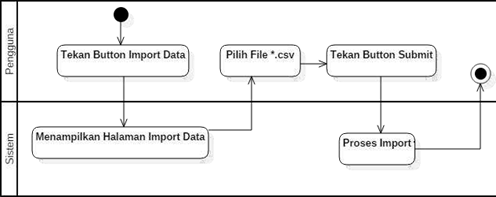 Pengguna
Tekan Button Import Data
Pilih File *.csv
Tekan Button Submit
Sistem
Menampilkan Halaman Import Data
Proses Import